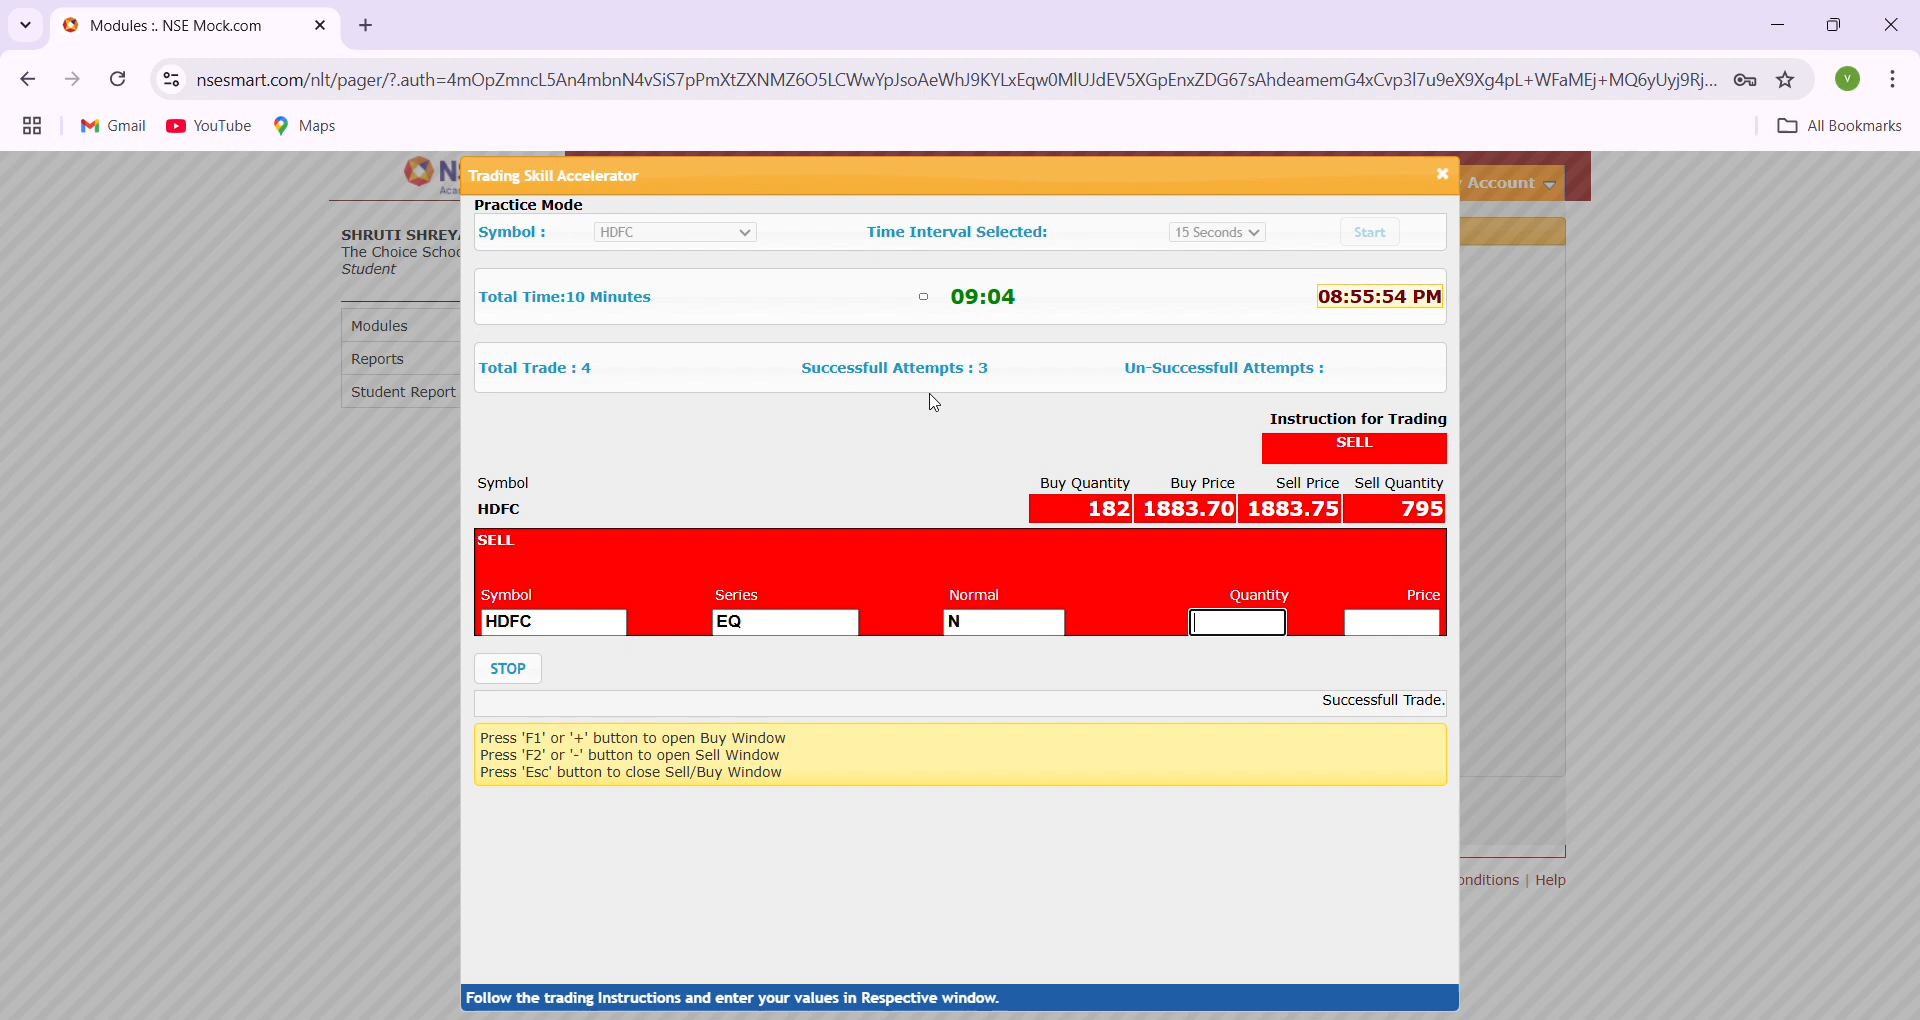 Modules :. NSE Mock.com
nsesmart.com/nlt/pager/?.auth=4mOpZmncL5An4mbnN4vSiS7pPmXtZXNMZ6O5LCWwYpJsoAeWhJ9KYLxEqw0MlUJdEV5XGpEnxZDG67sAhdeamemG4xCvp3l7u9eX9Xg4pL+WFaMEj+MQ6yUyj9Rj...
V
Gmail YouTube Maps All Bookmarks
Trading Skill Accelerator
Account
SHRUTI SHREY
The Choice Schoo
Student
Modules
Reports
Student Report
Practice Mode
Symbol : HDFC Time Interval Selected: 15 Seconds Start
Total Time:10 Minutes 09:04 08:55:54 PM
Total Trade : 4 Successfull Attempts : 3 Un-Successfull Attempts :
Instruction for Trading
SELL
Symbol Buy Quantity Buy Price Sell Price Sell Quantity
HDFC 182 1883.70 1883.75 795
SELL
Symbol Series Normal Quantity Price
HDFC EQ N
STOP
Successfull Trade.
Press 'F1' or '+' button to open Buy Window
Press 'F2' or '-' button to open Sell Window
Press 'Esc' button to close Sell/Buy Window
onditions | Help
Follow the trading Instructions and enter your values in Respective window.